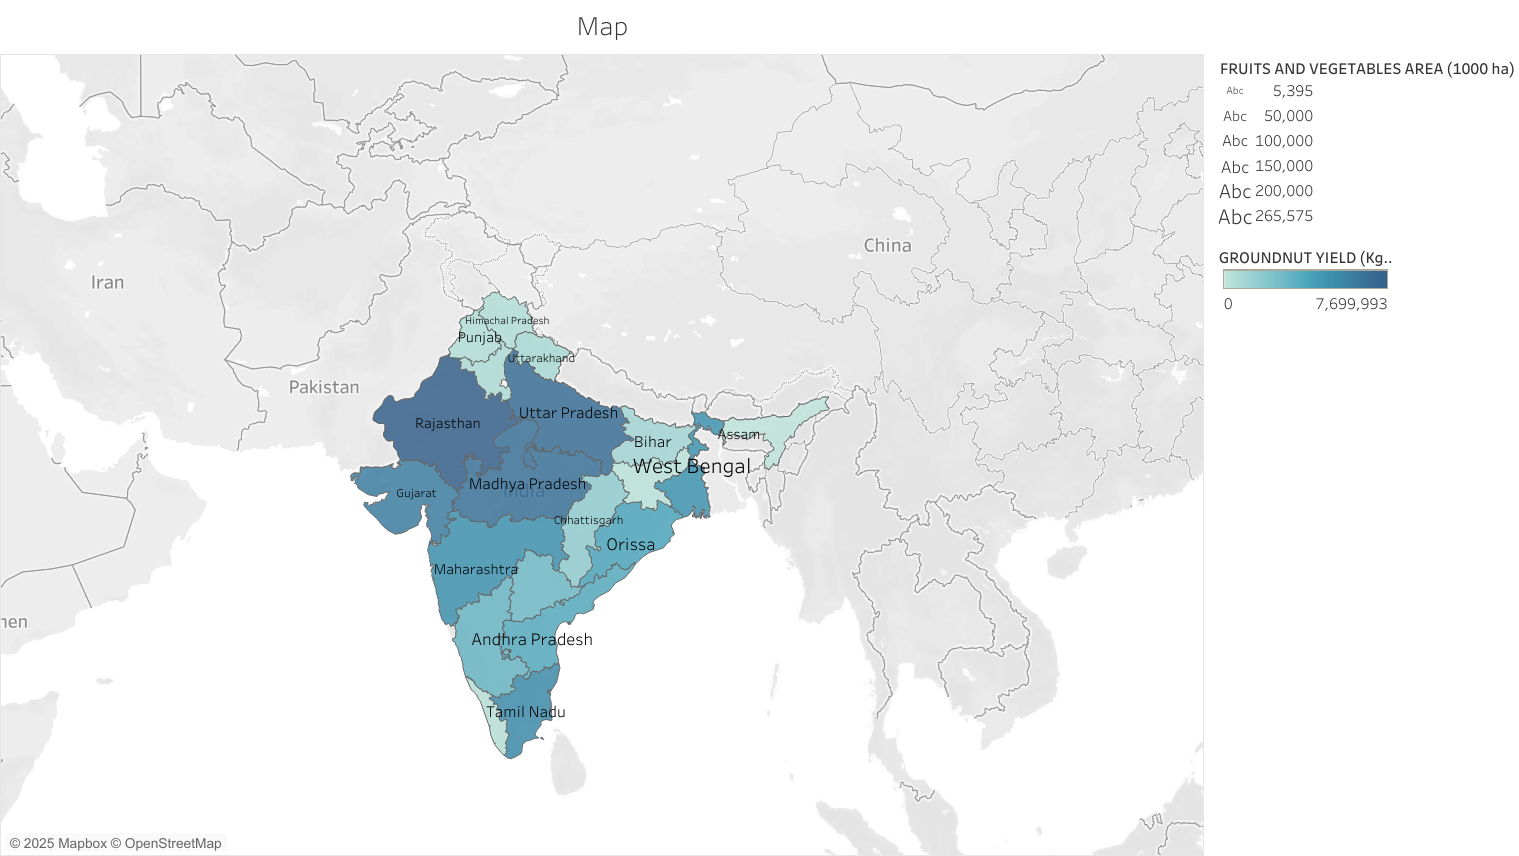 Map
FRUITS AND VEGETABLES AREA (1000 ha)
Abc 5,395
Abc 50,000
Abc 100,000
Abc 150,000
Abc 200,000
Abc 265,575
GROUNDNUT YIELD (Kg..
0 7,699,993
China
Iran
Himachal Pradesh
Punjab
Uttarakhand
Pakistan
Uttar Pradesh
Rajasthan
Assam
Bihar
West Bengal
Madhya Pradesh
India
Gujarat
Chhattisgarh
Orissa
Maharashtra
men
Andhra Pradesh
Tamil Nadu
© 2025 Mapbox © OpenStreetMap